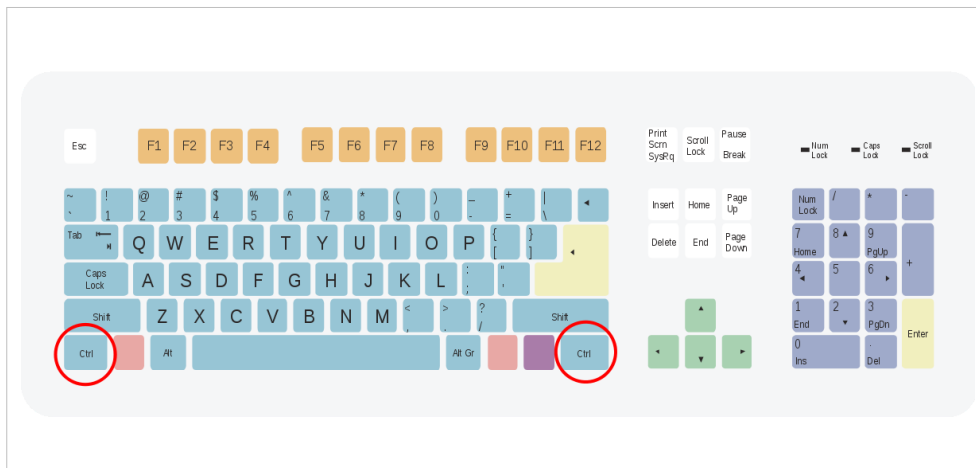 Esc F1 F2 F3 F4 F5 F6 F7 F8 F9 F10 F11 F12
Print
Scrn
SysRq
Scroll
Lock
Pause
Break
Num
Lock
Caps
Lock
Scroll
Lock
~ ! @ # $ % ^ & * ( ) _ + |
` 1 2 3 4 5 6 7 8 9 0 - = \
Insert Home Page
Up
Num
Lock
/ * -
Tab Q W E R T Y U I O P { }
[ ]
Delete End Page
Down
7 8 9
Home PgUp
+
Caps
Lock
A S D F G H J K L : "
; '
4 5 6
Shift Z X C V B N M < > ?
, . /
Shift
1 2 3
End PgDn
Enter
Ctrl Alt Alt Gr Ctrl
0 .
Ins Del